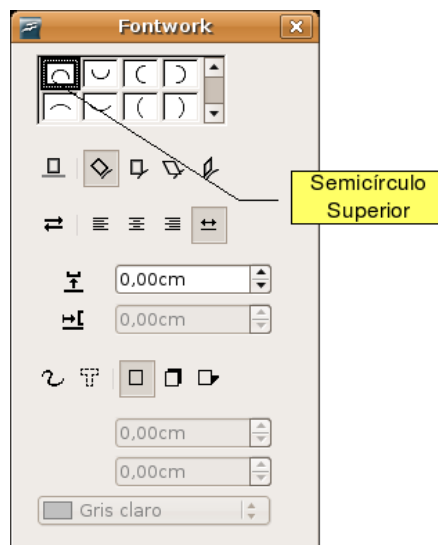 Fontwork
Semicírculo
Superior
0,00cm
0,00cm
0,00cm
0,00cm
Gris claro